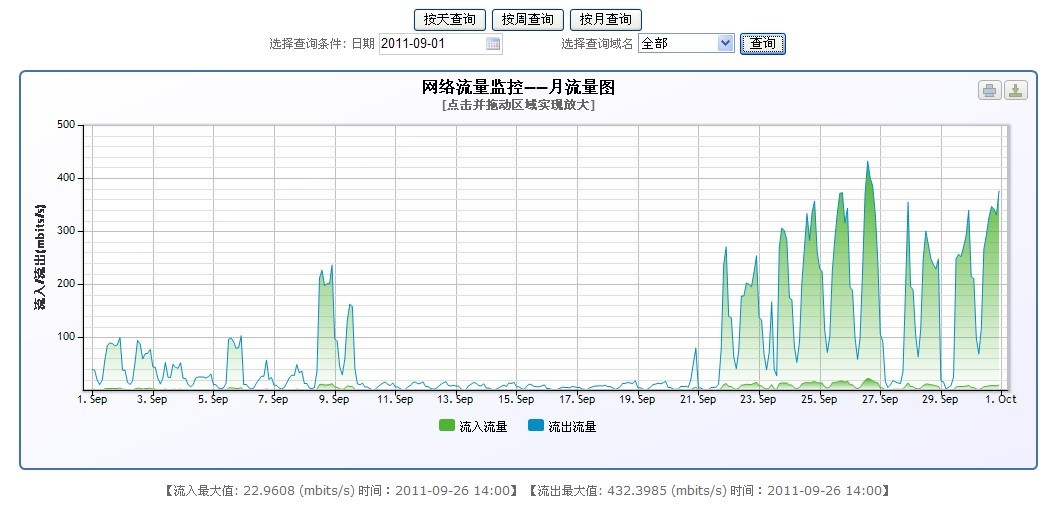 按天查询 按周查询 按月查询
选择查询条件: 日期 2011-09-01 选择查询域名 全部 查询
网络流量监控——月流量图
[点击并拖动区域实现放大]
流入/流出(mbits/s)
500
400
300
200
100
1. Sep 3. Sep 5. Sep 7. Sep 9. Sep 11. Sep 13. Sep 15. Sep 17. Sep 19. Sep 21. Sep 23. Sep 25. Sep 27. Sep 29. Sep 1. Oct
流入流量 流出流量
【流入最大值: 22.9608 (mbits/s) 时间：2011-09-26 14:00】 【流出最大值: 432.3985 (mbits/s) 时间：2011-09-26 14:00】